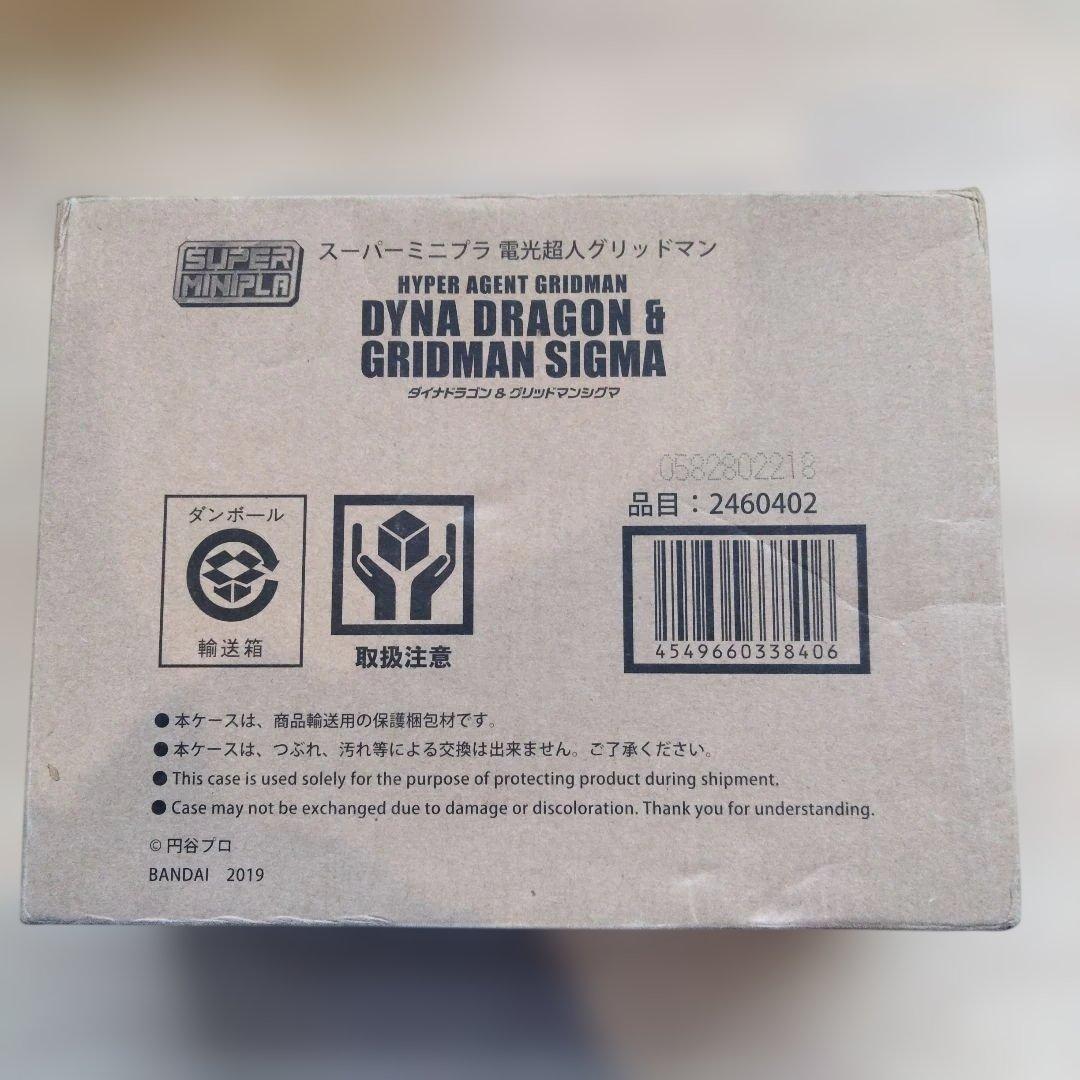 SUPER
MINIPLA
スーパーミニプラ 電光超人グリッドマン
HYPER AGENT GRIDMAN
DYNA DRAGON &
GRIDMAN SIGMA
ダイナドラゴン & グリッドマンシグマ
0582802218
品目：2460402
ダンボール
輸送箱
取扱注意
4549660338406
● 本ケースは、商品輸送用の保護梱包材です。
● 本ケースは、つぶれ、汚れ等による交換は出来ません。ご了承ください。
● This case is used solely for the purpose of protecting product during shipment.
● Case may not be exchanged due to damage or discoloration. Thank you for understanding.
© 円谷プロ
BANDAI 2019